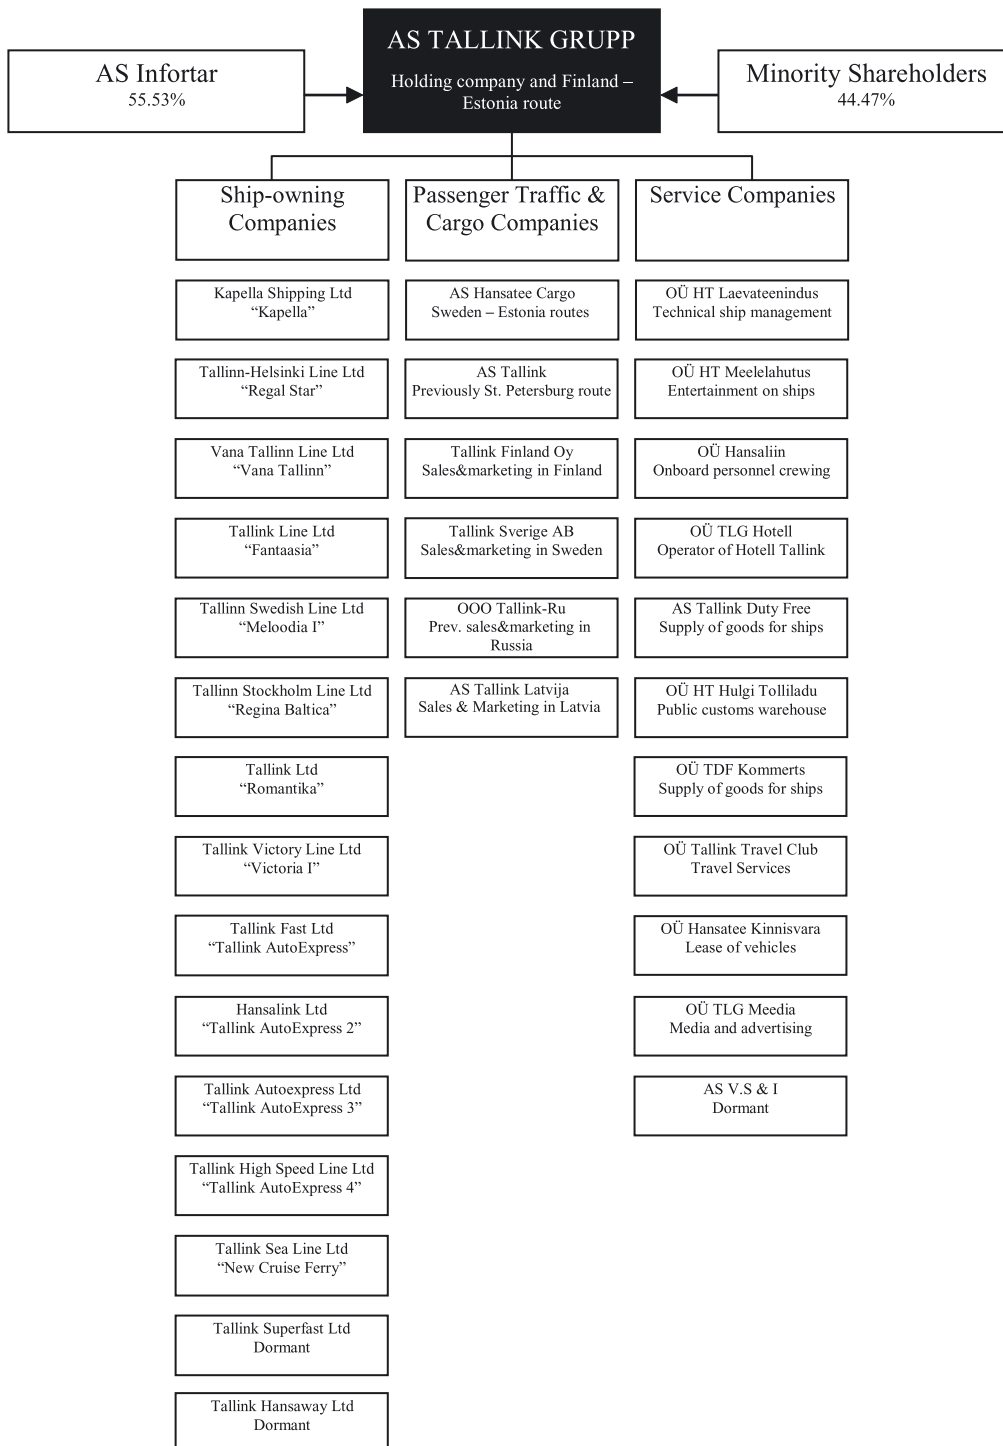 AS TALLINK GRUPP
Holding company and Finland –
Estonia route
AS Infortar
55.53%
Minority Shareholders
44.47%
Ship-owning
Companies
Kapella Shipping Ltd
“Kapella”
Tallinn-Helsinki Line Ltd
“Regal Star”
Vana Tallinn Line Ltd
“Vana Tallinn”
Tallink Line Ltd
“Fantaasia”
Tallinn Swedish Line Ltd
“Meloodia I”
Tallinn Stockholm Line Ltd
“Regina Baltica”
Tallink Ltd
“Romantika”
Tallink Victory Line Ltd
“Victoria I”
Tallink Fast Ltd
“Tallink AutoExpress”
Hansalink Ltd
“Tallink AutoExpress 2”
Tallink Autoexpress Ltd
“Tallink AutoExpress 3”
Tallink High Speed Line Ltd
“Tallink AutoExpress 4”
Tallink Sea Line Ltd
“New Cruise Ferry”
Tallink Superfast Ltd
Dormant
Tallink Hansaway Ltd
Dormant
Passenger Traffic &
Cargo Companies
AS Hansatee Cargo
Sweden – Estonia routes
AS Tallink
Previously St. Petersburg route
Tallink Finland Oy
Sales&marketing in Finland
Tallink Sverige AB
Sales&marketing in Sweden
OOO Tallink-Ru
Prev. sales&marketing in
Russia
AS Tallink Latvija
Sales & Marketing in Latvia
Service Companies
OÜ HT Laevateenindus
Technical ship management
OÜ HT Meelelahutus
Entertainment on ships
OÜ Hansaliin
Onboard personnel crewing
OÜ TLG Hotell
Operator of Hotell Tallink
AS Tallink Duty Free
Supply of goods for ships
OÜ HT Hulgi Tolliladu
Public customs warehouse
OÜ TDF Kommerts
Supply of goods for ships
OÜ Tallink Travel Club
Travel Services
OÜ Hansatee Kinnisvara
Lease of vehicles
OÜ TLG Meedia
Media and advertising
AS V.S & I
Dormant